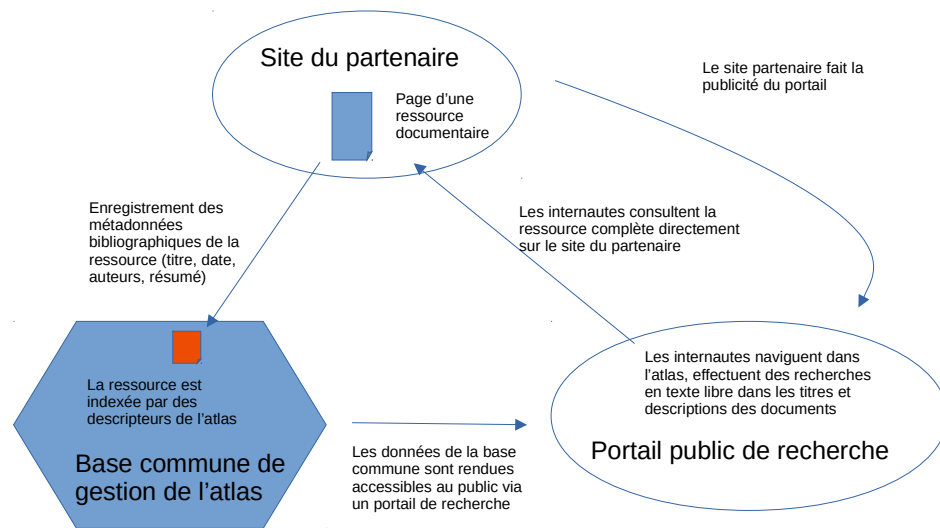 Site du partenaire
Page d'une
ressource
documentaire
Le site partenaire fait la
publicité du portail
Enregistrement des
métadonnées
bibliographiques de la
ressource (titre, date,
auteurs, résumé)
Les internautes consultent la
ressource complète directement
sur le site du partenaire
La ressource est
indexée par des
descripteurs de l'atlas
Base commune de
gestion de l'atlas
Les données de la base
commune sont rendues
accessibles au public via
un portail de recherche
Les internautes naviguent dans
l'atlas, effectuent des recherches
en texte libre dans les titres et
descriptions des documents
Portail public de recherche